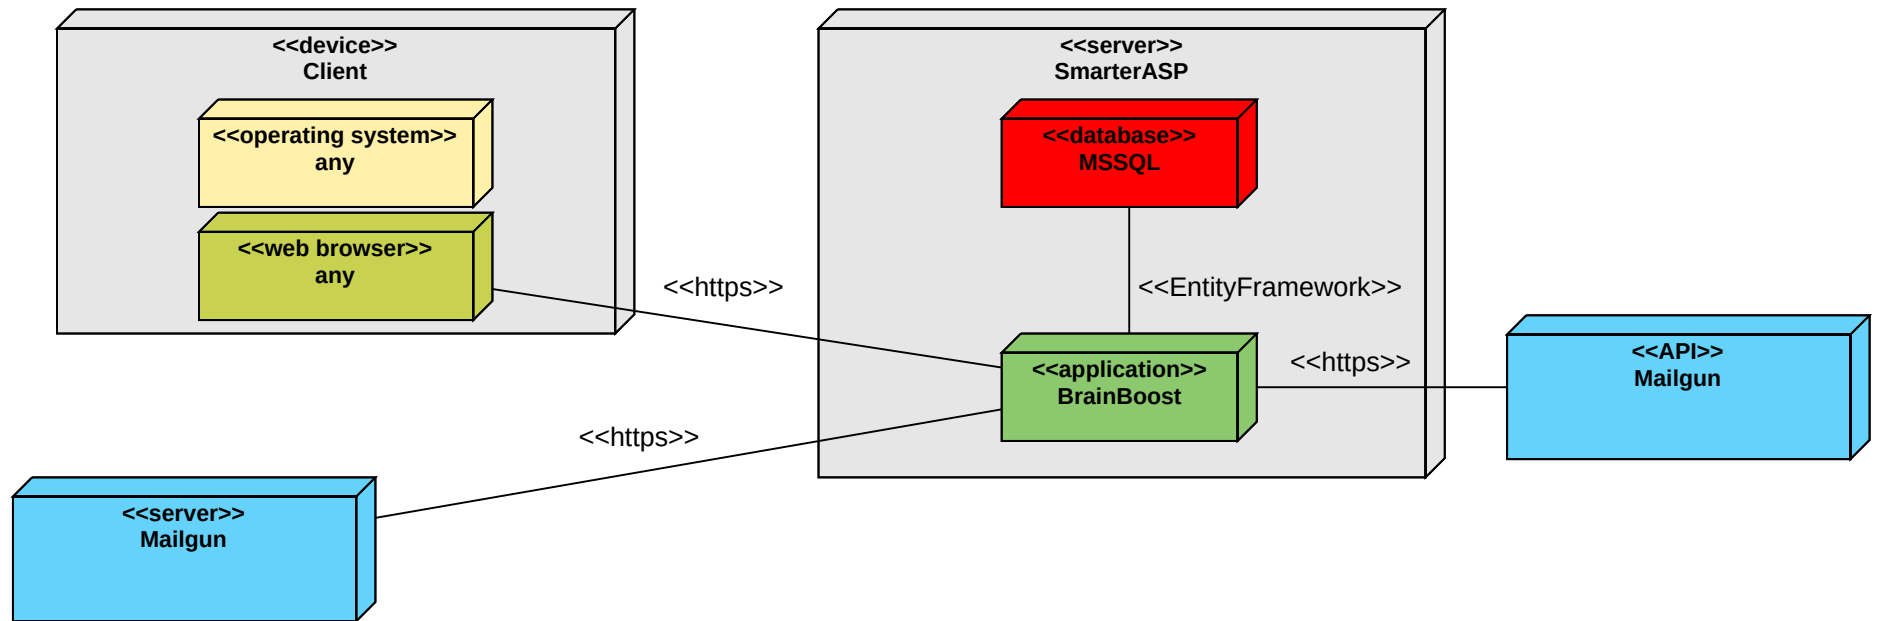 <<device>>
Client
<<operating system>>
any
<<web browser>>
any
<<https>>
<<server>>
SmarterASP
<<database>>
MSSQL
<<EntityFramework>>
<<application>>
BrainBoost
<<https>>
<<API>>
Mailgun
<<https>>
<<server>>
Mailgun